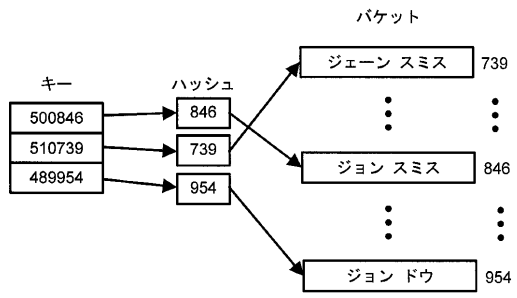 バケット
キー
ハッシュ
500846
510739
489954
846
739
954
ジェーン スミス 739
ジョン スミス 846
ジョン ドウ 954